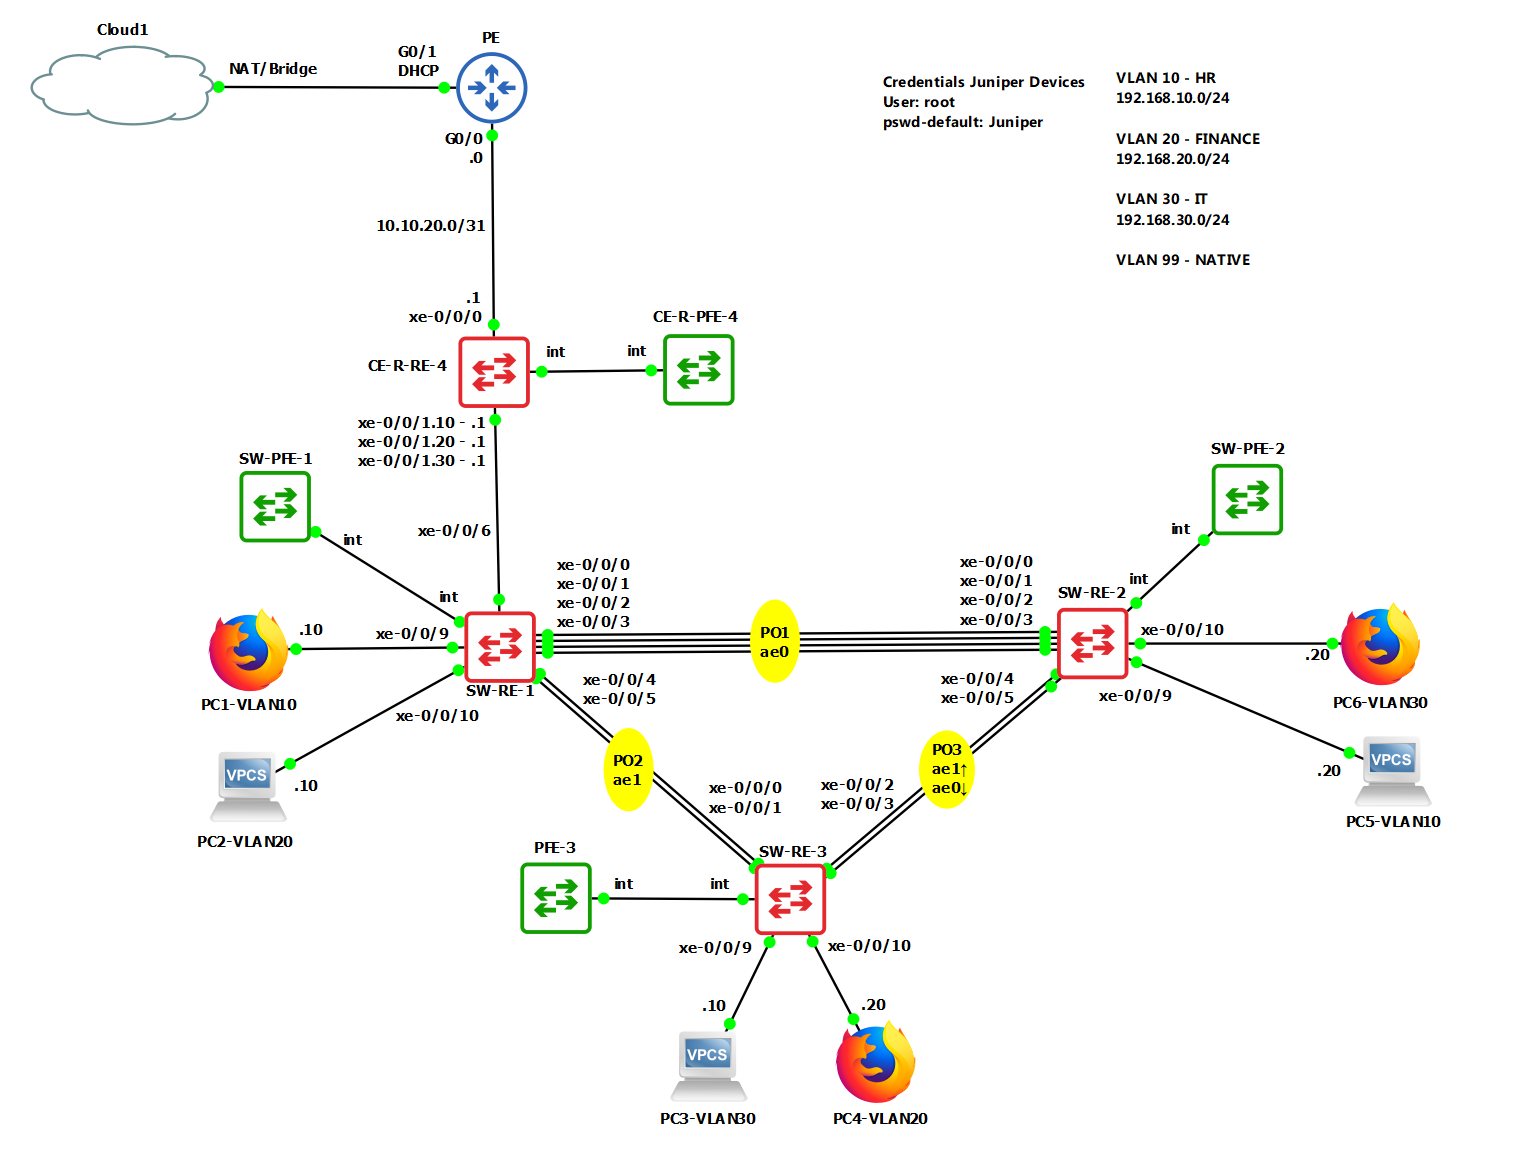 Cloud1
NAT/Bridge
G0/1
DHCP
PE
G0/0
.0
10.10.20.0/31
.1
xe-0/0/0
Credentials Juniper Devices
User: root
pswd-default: Juniper
VLAN 10 - HR
192.168.10.0/24
VLAN 20 - FINANCE
192.168.20.0/24
VLAN 30 - IT
192.168.30.0/24
VLAN 99 - NATIVE
CE-R-RE-4
int
int
CE-R-PFE-4
xe-0/0/1.10 - .1
xe-0/0/1.20 - .1
xe-0/0/1.30 - .1
SW-PFE-1
int
int
xe-0/0/6
SW-PFE-2
int
int
xe-0/0/0
xe-0/0/1
xe-0/0/2
xe-0/0/3
xe-0/0/0
xe-0/0/1
xe-0/0/2
xe-0/0/3
SW-RE-2
.10
xe-0/0/9
PO1
ae0
xe-0/0/10
.20
PC1-VLAN10
SW-RE-1
xe-0/0/4
xe-0/0/5
xe-0/0/4
xe-0/0/5
xe-0/0/9
PC6-VLAN30
xe-0/0/10
PO2
ae1
PO3
ae1↑
ae0↓
VPCS
.10
PC2-VLAN20
VPCS
.20
PC5-VLAN10
xe-0/0/0
xe-0/0/1
xe-0/0/2
xe-0/0/3
PFE-3
int
int
SW-RE-3
xe-0/0/9
xe-0/0/10
.10
.20
VPCS
PC3-VLAN30
PC4-VLAN20